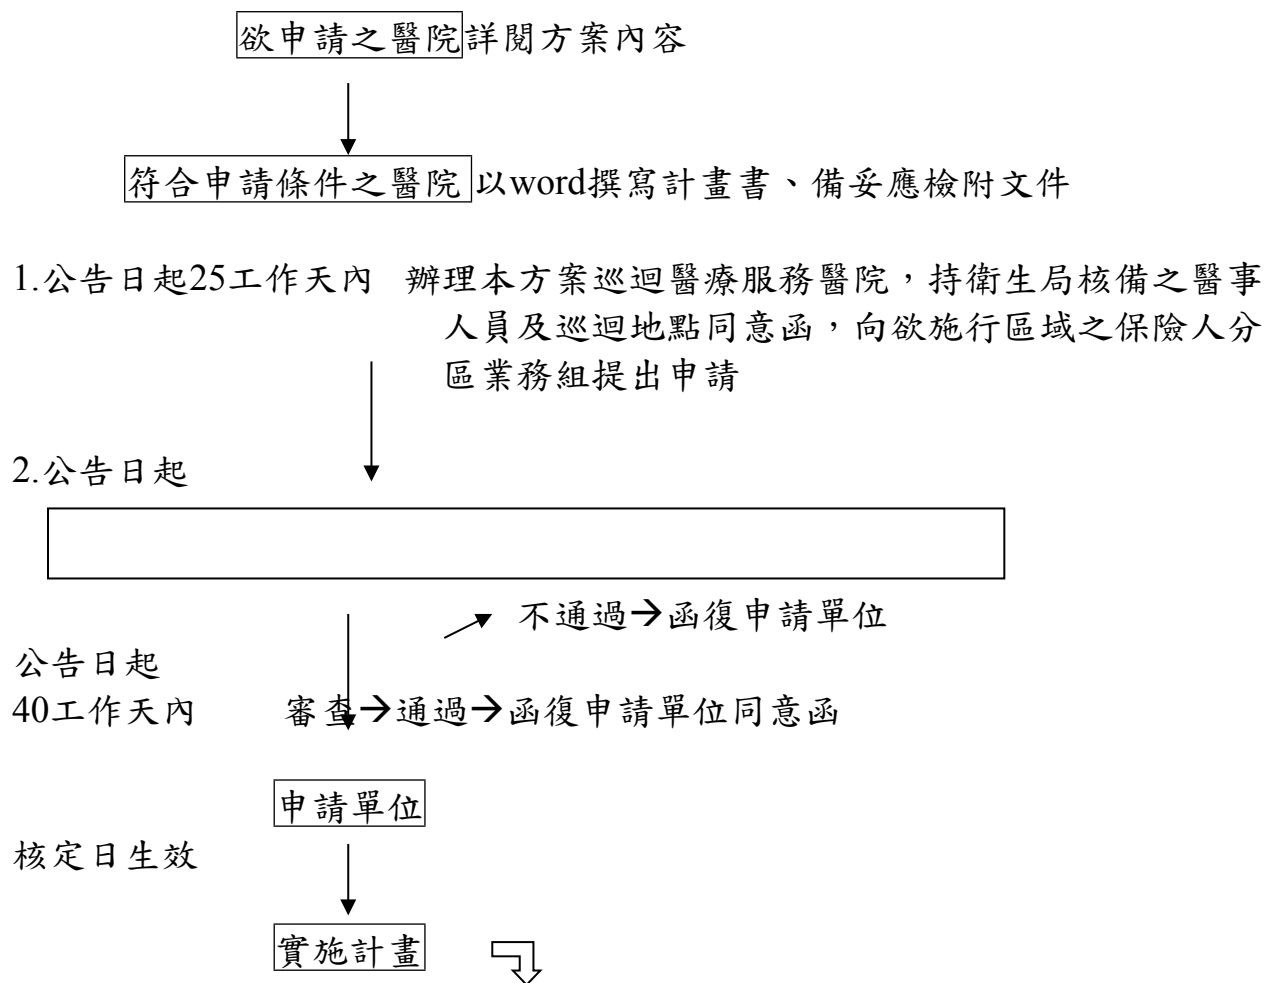 欲申請之醫院詳閱方案內容
符合申請條件之醫院 以word撰寫計畫書、備妥應檢附文件
1.公告日起25工作天內 辦理本方案巡迴醫療服務醫院，持衛生局核備之醫事
人員及巡迴地點同意函，向欲施行區域之保險人分
區業務組提出申請
2.公告日起
不通過→函復申請單位
公告日起
40工作天內 審查→通過→函復申請單位同意函
申請單位
核定日生效
實施計畫